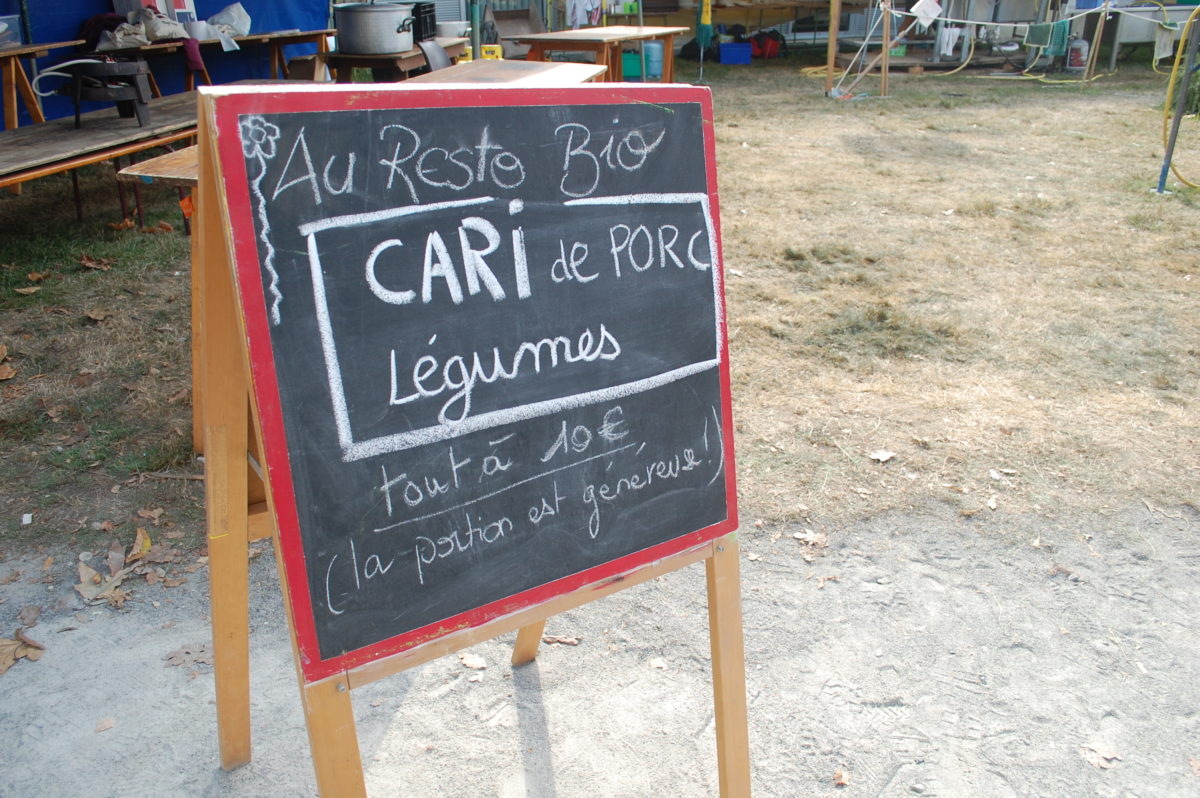 Au Resto Bio
CARi de PORC
Légumes
tout à 10€
(la portion est généreuse!)